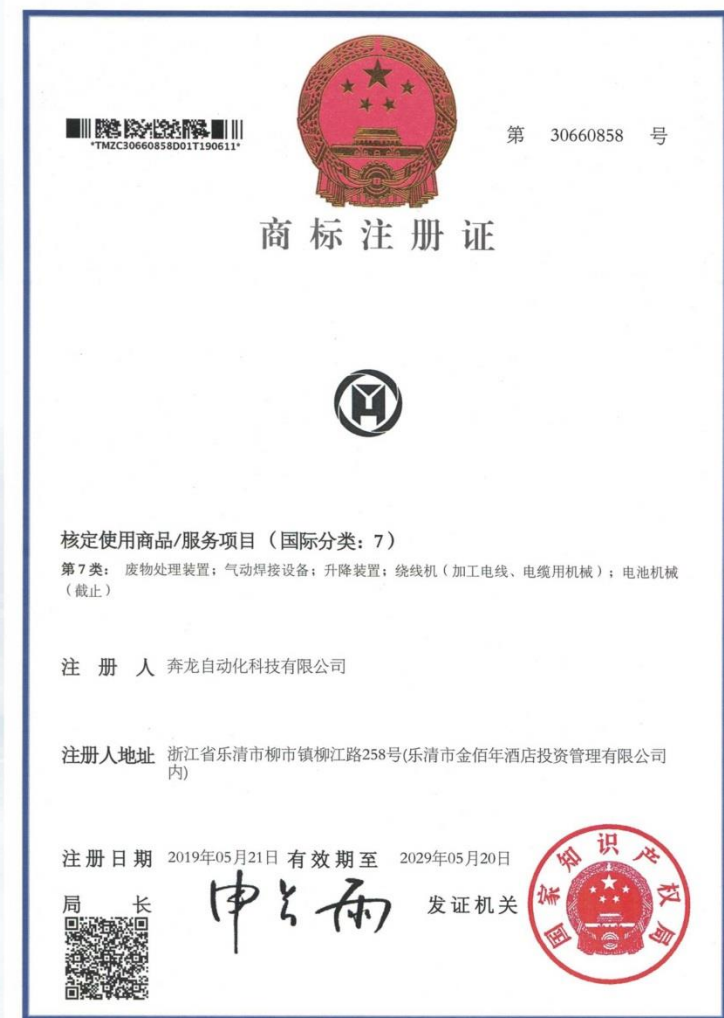 *TMZC30660858D01T190611*
第 30660858 号
商标注册证
核定使用商品/服务项目（国际分类：7）
第7类： 废物处理装置；气动焊接设备；升降装置；绕线机（加工电线、电缆用机械）；电池机械
（截止）
注 册 人 奔龙自动化科技有限公司
注册人地址 浙江省乐清市柳市镇柳江路258号(乐清市金佰年酒店投资管理有限公司
内)
注册日期 2019年05月21日 有效期至 2029年05月20日
局 长 申长雨 发证机关
国家知识产权局